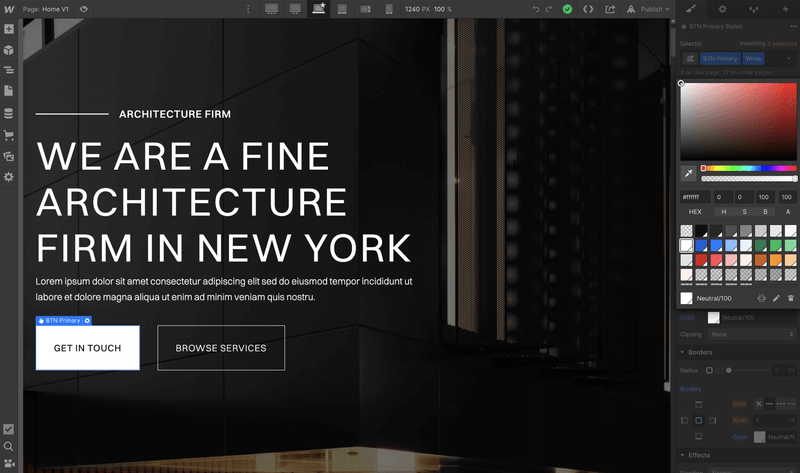 Page: Home V1
1240 PX 100 %
Publish
BTN Primary Styles
Selector
Inheriting 3 selectors
BTN Primary
White
ARCHITECTURE FIRM
WE ARE A FINE
ARCHITECTURE
FIRM IN NEW YORK
Lorem ipsum dolor sit amet consectetur adipiscing elit sed do eiusmod tempor incididunt ut
labore et dolore magna aliqua ut enim ad minim veniam quis nostru.
BTN Primary
GET IN TOUCH
BROWSE SERVICES
#ffffff 0 0 100 100
HEX H S B A
Neutral/100
Color Neutral/100
Clipping None
Borders
Radius
Borders
Style
Width
Color
Effects